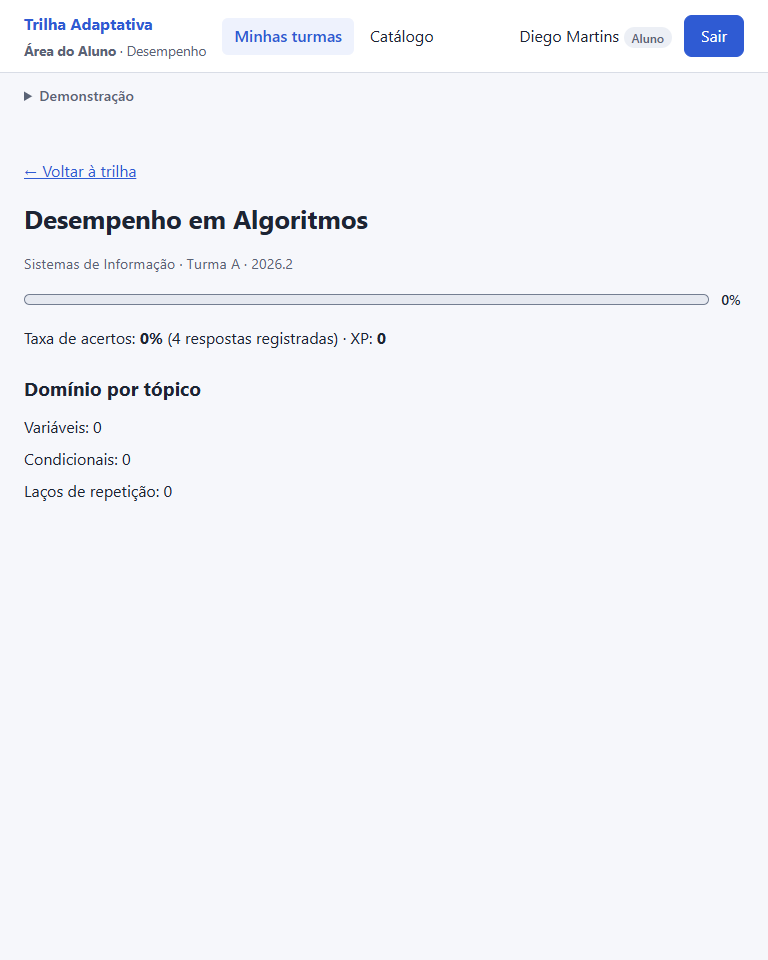 Trilha Adaptativa
Área do Aluno · Desempenho
Minhas turmas
Catálogo
Diego Martins
Aluno
Sair
▶ Demonstração
← Voltar à trilha
Desempenho em Algoritmos
Sistemas de Informação · Turma A · 2026.2
0%
Taxa de acertos: 0% (4 respostas registradas) · XP: 0
Domínio por tópico
Variáveis: 0
Condicionais: 0
Laços de repetição: 0